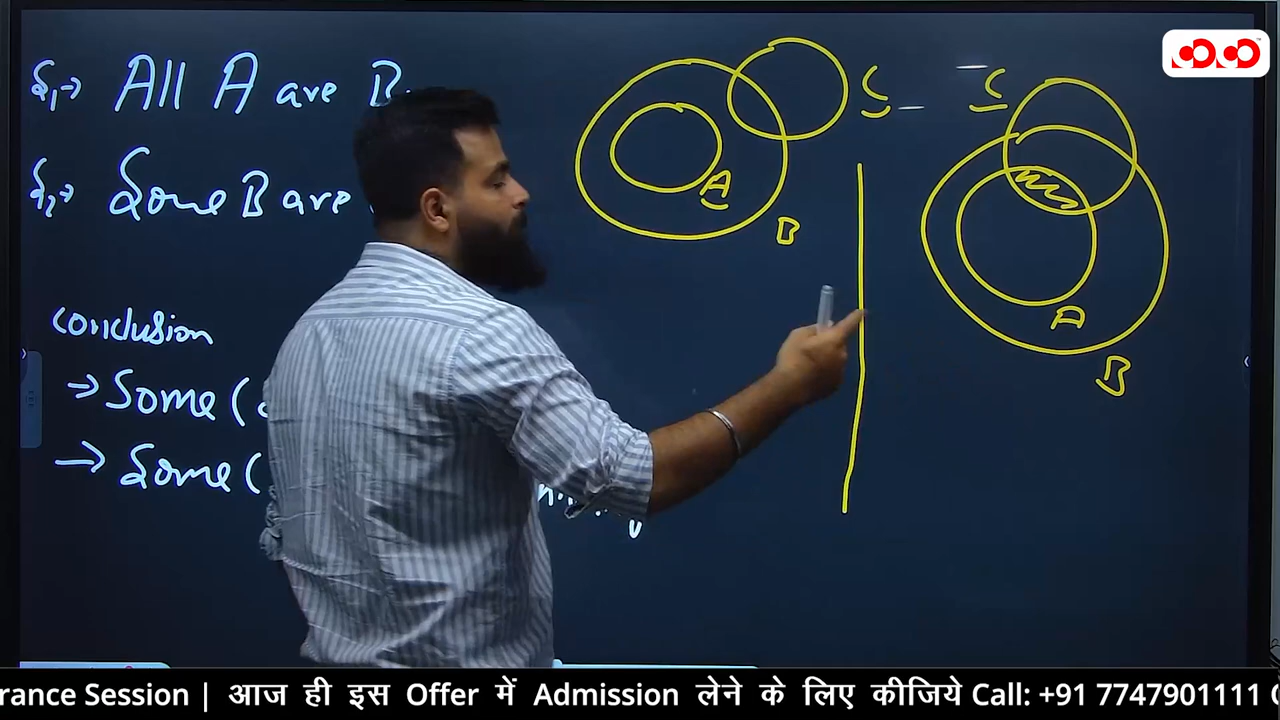 S₁→ All A are B
S₂→ Some B are
conclusion
→ Some (
→ Some (
A
B
C
C
A
B
rance Session | आज ही इस Offer में Admission लेने के लिए कीजिये Call: +91 7747901111